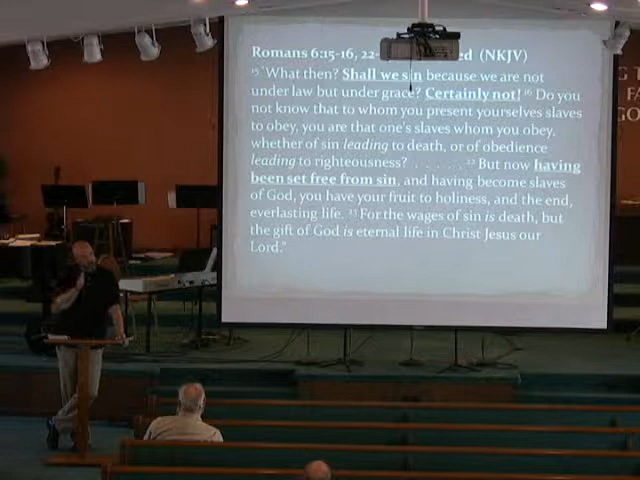 Romans 6:15-16, 22- ed (NKJV)
15 "What then? Shall we sin because we are not
under law but under grace? Certainly not! 16 Do you
not know that to whom you present yourselves slaves
to obey, you are that one's slaves whom you obey,
whether of sin leading to death, or of obedience
leading to righteousness? . . . . . . 22 But now having
been set free from sin, and having become slaves
of God, you have your fruit to holiness, and the end,
everlasting life. 23 For the wages of sin is death, but
the gift of God is eternal life in Christ Jesus our
Lord."
G T
FA
GO